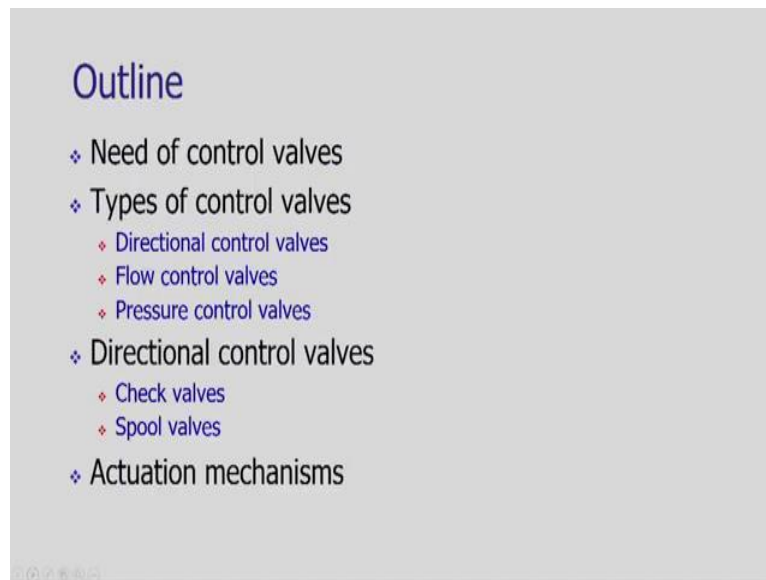 Outline
Need of control valves
Types of control valves
Directional control valves
Flow control valves
Pressure control valves
Directional control valves
Check valves
Spool valves
Actuation mechanisms